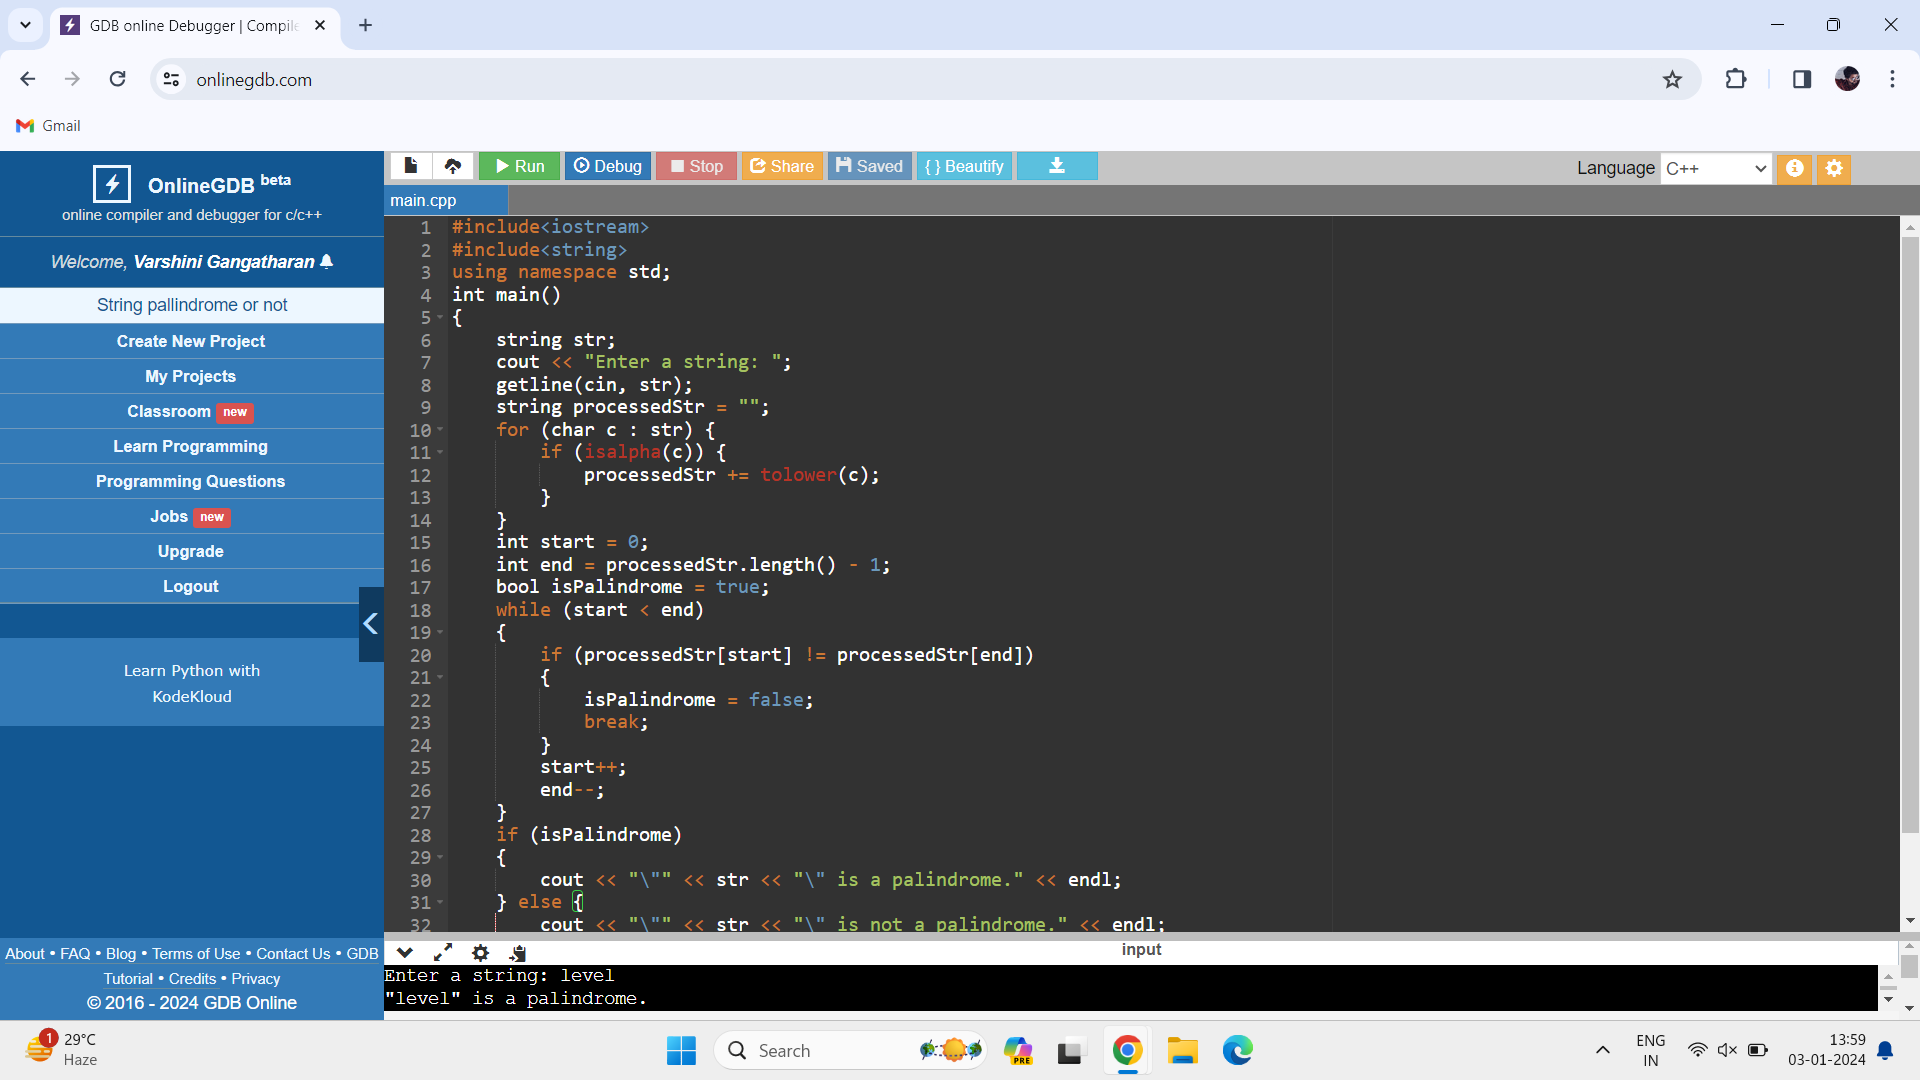 GDB online Debugger | Compile
onlinegdb.com
Gmail
OnlineGDB beta
online compiler and debugger for c/c++
Welcome, Varshini Gangatharan
String pallindrome or not
Create New Project
My Projects
Classroom new
Learn Programming
Programming Questions
Jobs new
Upgrade
Logout
Learn Python with
KodeKloud
About • FAQ • Blog • Terms of Use • Contact Us • GDB
Tutorial • Credits • Privacy
© 2016 - 2024 GDB Online
Run Debug Stop Share Saved { } Beautify
Language C++
main.cpp
1 #include<iostream>
2 #include<string>
3 using namespace std;
4 int main()
5 {
6 string str;
7 cout << "Enter a string: ";
8 getline(cin, str);
9 string processedStr = "";
10 for (char c : str) {
11 if (isalpha(c)) {
12 processedStr += tolower(c);
13 }
14 }
15 int start = 0;
16 int end = processedStr.length() - 1;
17 bool isPalindrome = true;
18 while (start < end)
19 {
20 if (processedStr[start] != processedStr[end])
21 {
22 isPalindrome = false;
23 break;
24 }
25 start++;
26 end--;
27 }
28 if (isPalindrome)
29 {
30 cout << "\"" << str << "\" is a palindrome." << endl;
31 } else {
32 cout << "\"" << str << "\" is not a palindrome." << endl;
input
Enter a string: level
"level" is a palindrome.
1
29°C
Haze
Search
PRE
ENG
IN
13:59
03-01-2024